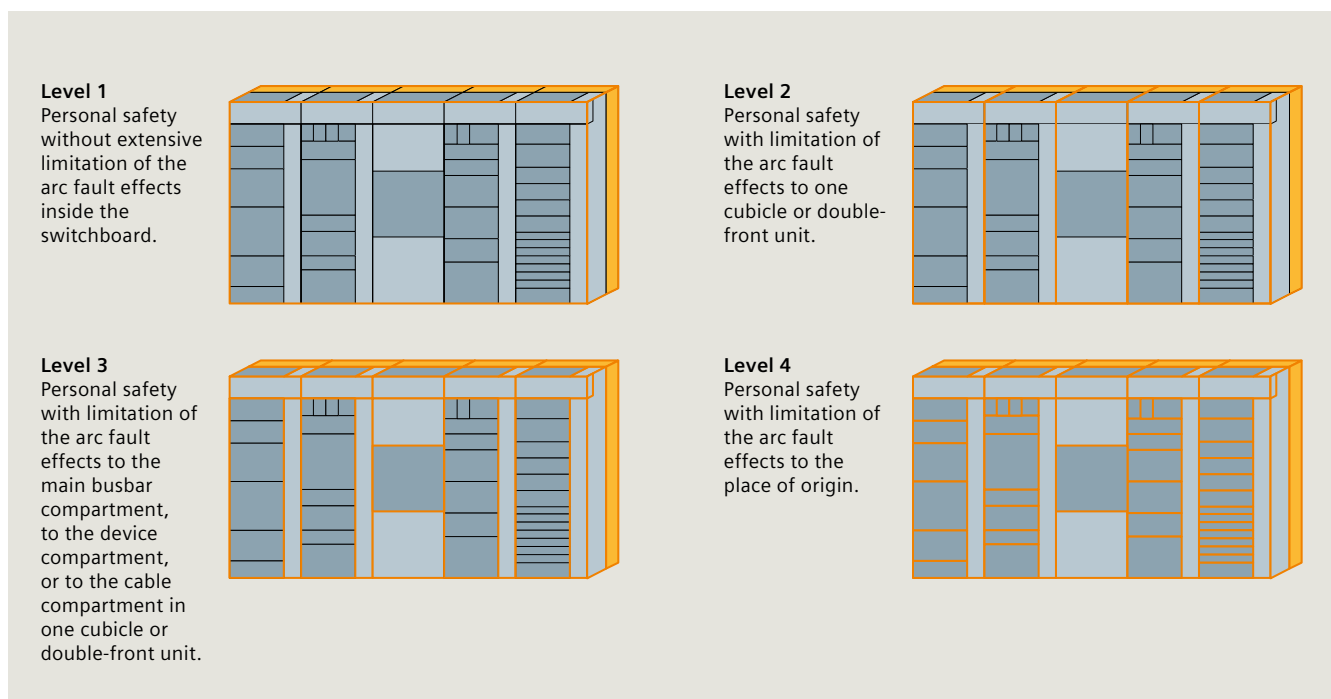 Level 1
Personal safety
without extensive
limitation of the
arc fault effects
inside the
switchboard.
Level 2
Personal safety
with limitation of
the arc fault
effects to one
cubicle or double-
front unit.
Level 3
Personal safety
with limitation of
the arc fault
effects to the
main busbar
compartment,
to the device
compartment,
or to the cable
compartment in
one cubicle or
double-front unit.
Level 4
Personal safety
with limitation of
the arc fault
effects to the
place of origin.